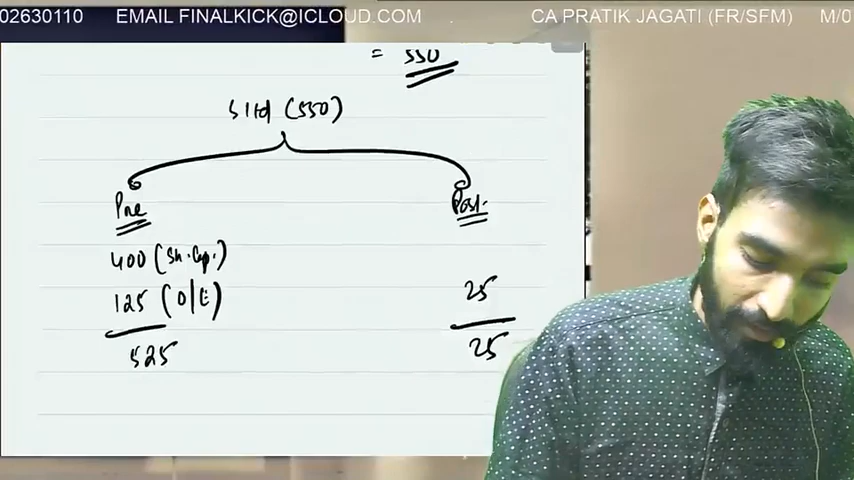 02630110 EMAIL FINALKICK@ICLOUD.COM CA PRATIK JAGATI (FR/SFM) M/0
= 550
S Ltd (550)
Pre Post.
400 (Sh. Cap.)
125 (O/E) 25
525 25